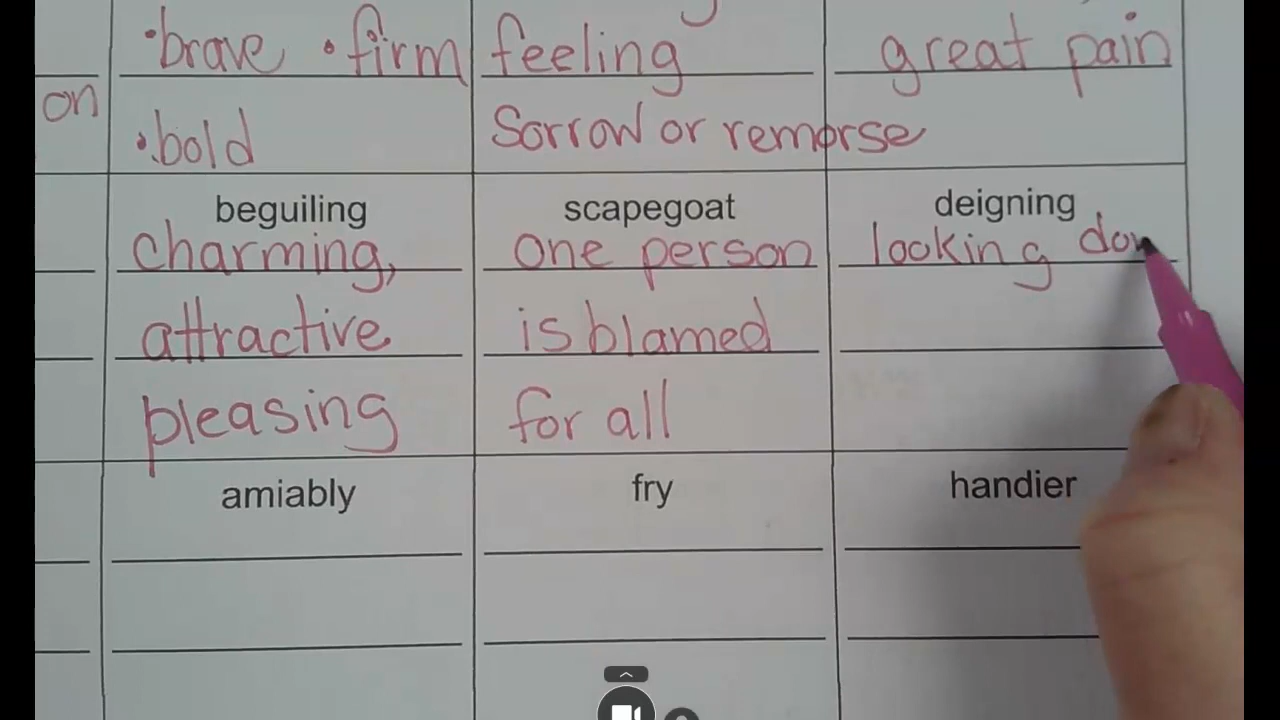 ·brave ·firm
feeling
great pain
on
·bold
Sorrow or remorse
beguiling
scapegoat
deigning
charming,
one person
looking dow
attractive
is blamed
pleasing
for all
amiably
fry
handier